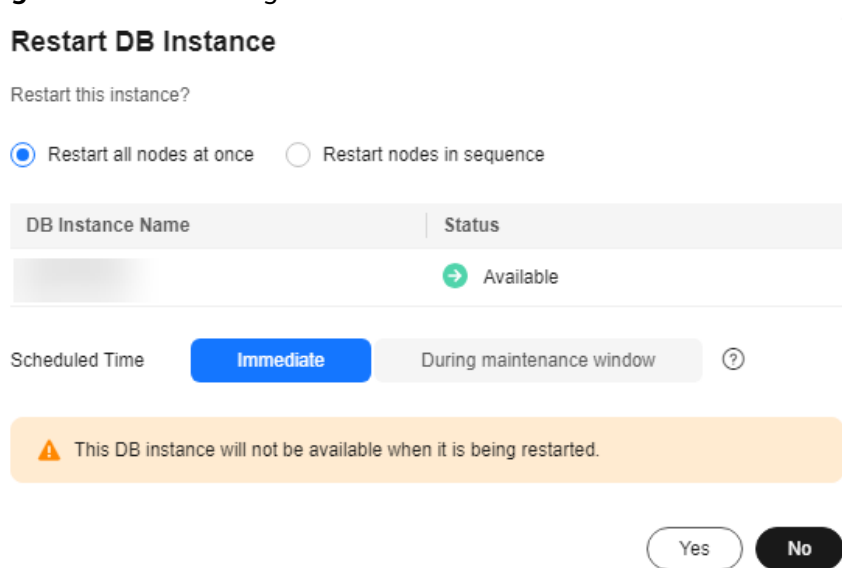 Restart DB Instance
Restart this instance?
Restart all nodes at once Restart nodes in sequence
DB Instance Name Status
Available
Scheduled Time Immediate During maintenance window ?
This DB instance will not be available when it is being restarted.
Yes No